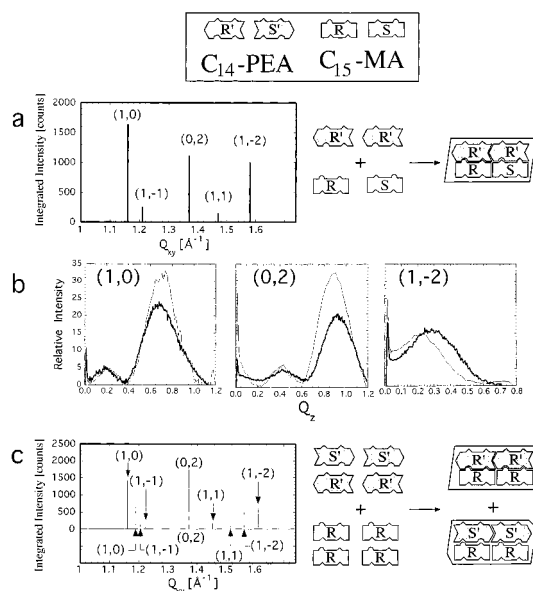 R' S' R S
C14-PEA C15-MA
a
Integrated Intensity [counts]
2000
1500
1000
500
0
(1,0)
(1,-1)
(0,2)
(1,1)
(1,-2)
1 1.1 1.2 1.3 1.4 1.5 1.6
Qxy [Å⁻¹]
R' R'
+
R S
R' R'
R S
b
Relative Intensity
35
30
25
20
15
10
5
0
(1,0)
(0,2)
(1,-2)
0.0 0.2 0.4 0.6 0.8 1.0 1.2
0.0 0.2 0.4 0.6 0.8 1.0 1.2
0.0 0.1 0.2 0.3 0.4 0.5 0.6 0.7 0.8
Qz
c
Integrated Intensity [counts]
2500
2000
1500
1000
500
0
(1,0)
(1,-1)
(0,2)
(1,1)
(1,-2)
(0,2)
(1,0) (1,-1)
(1,1) (1,-2)
1 1.1 1.2 1.3 1.4 1.5 1.6
[Å⁻¹]
S' S'
R' R'
+
R R
R R
R' R'
R R
+
S' S'
R R